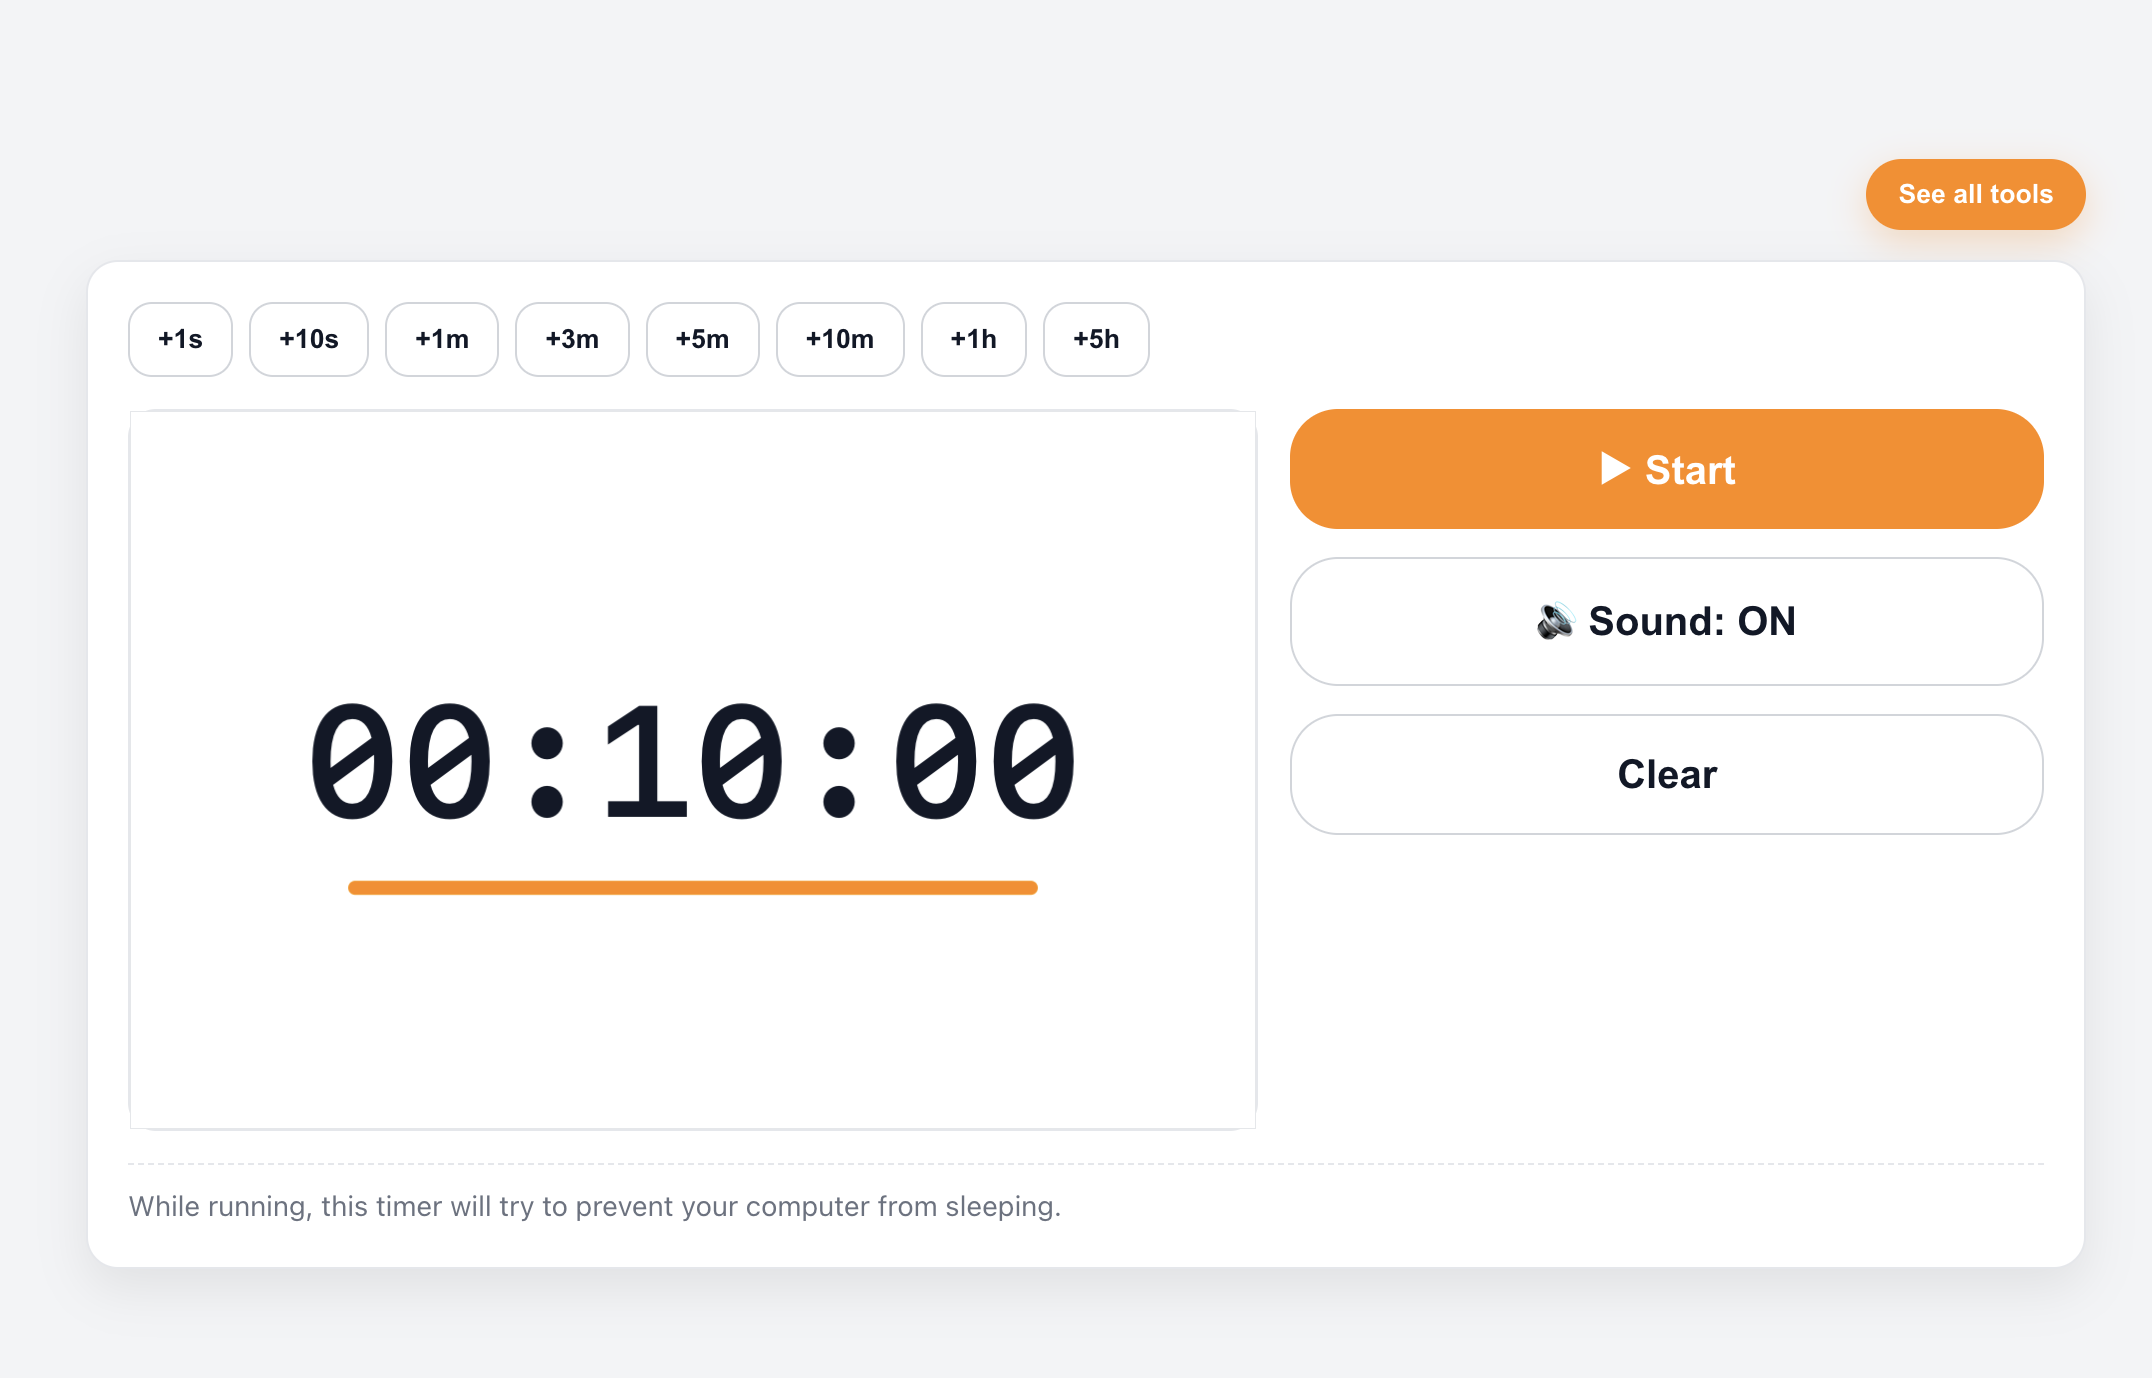 See all tools
+1s +10s +1m +3m +5m +10m +1h +5h
▶ Start
🔊 Sound: ON
00:10:00
Clear
While running, this timer will try to prevent your computer from sleeping.